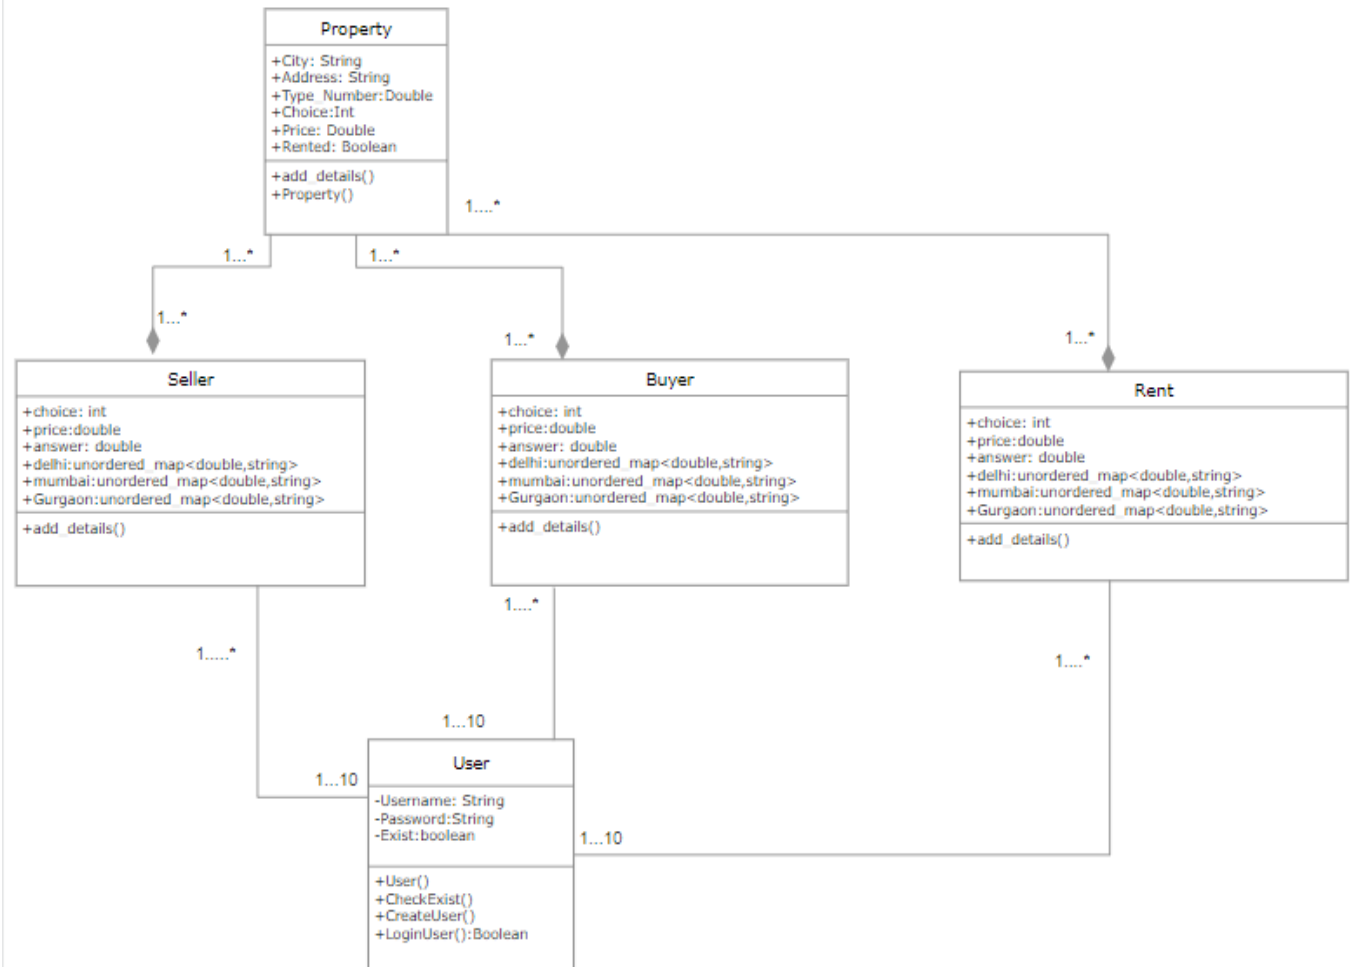 Property
+City: String
+Address: String
+Type_Number:Double
+Choice:Int
+Price: Double
+Rented: Boolean
+add_details()
+Property()
1....*
1...*
1...*
1...*
1...*
1...*
Seller
+choice: int
+price:double
+answer: double
+delhi:unordered_map<double,string>
+mumbai:unordered_map<double,string>
+Gurgaon:unordered_map<double,string>
+add_details()
Buyer
+choice: int
+price:double
+answer: double
+delhi:unordered_map<double,string>
+mumbai:unordered_map<double,string>
+Gurgaon:unordered_map<double,string>
+add_details()
Rent
+choice: int
+price:double
+answer: double
+delhi:unordered_map<double,string>
+mumbai:unordered_map<double,string>
+Gurgaon:unordered_map<double,string>
+add_details()
1....*
1.....*
1....*
1...10
1...10
1...10
User
-Username: String
-Password:String
-Exist:boolean
+User()
+CheckExist()
+CreateUser()
+LoginUser():Boolean